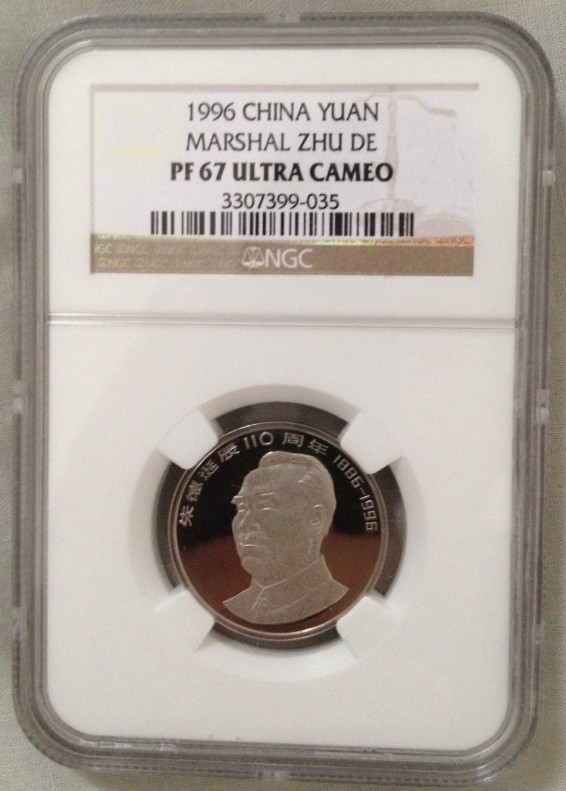 1996 CHINA YUAN
MARSHAL ZHU DE
PF 67 ULTRA CAMEO
3307399-035
NGC
朱德诞辰110周年 1886-1996